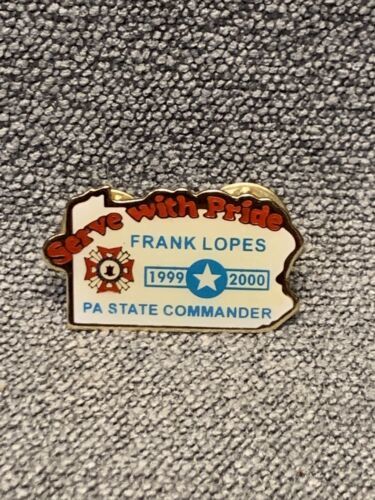 Serve with Pride
FRANK LOPES
1999 2000
PA STATE COMMANDER